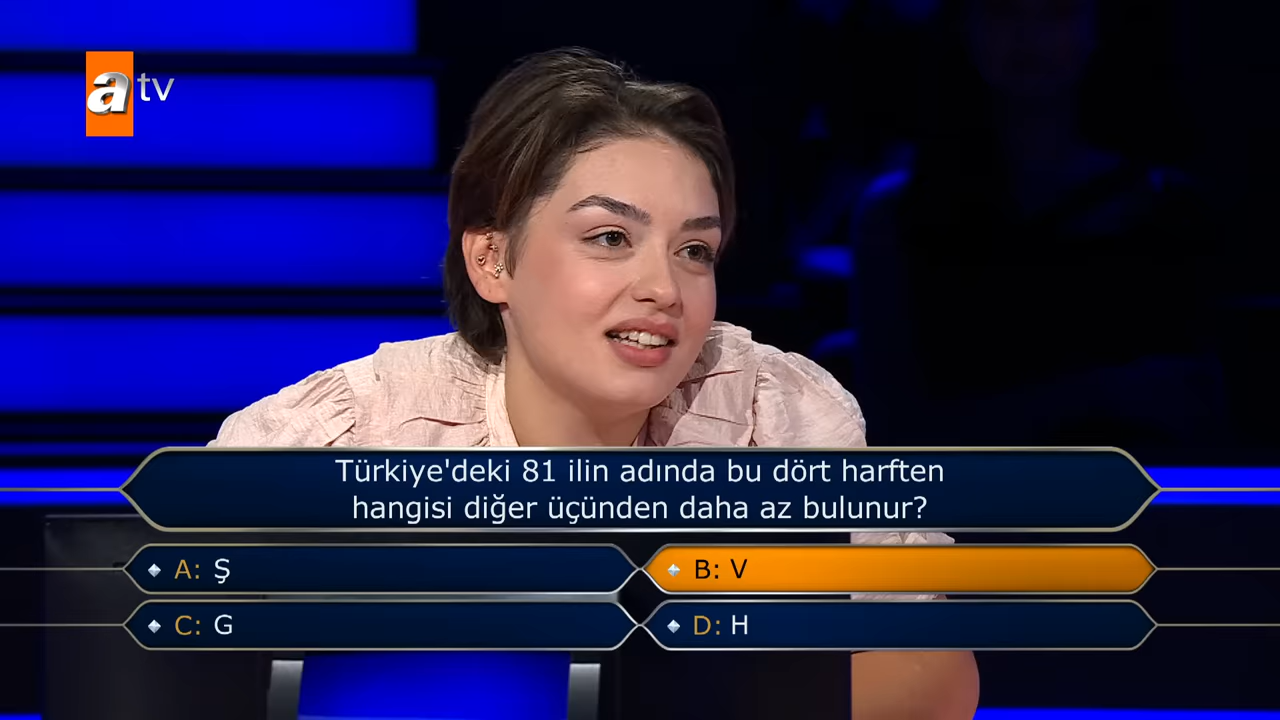 atv
Türkiye'deki 81 ilin adında bu dört harften
hangisi diğer üçünden daha az bulunur?
A: Ş
B: V
C: G
D: H